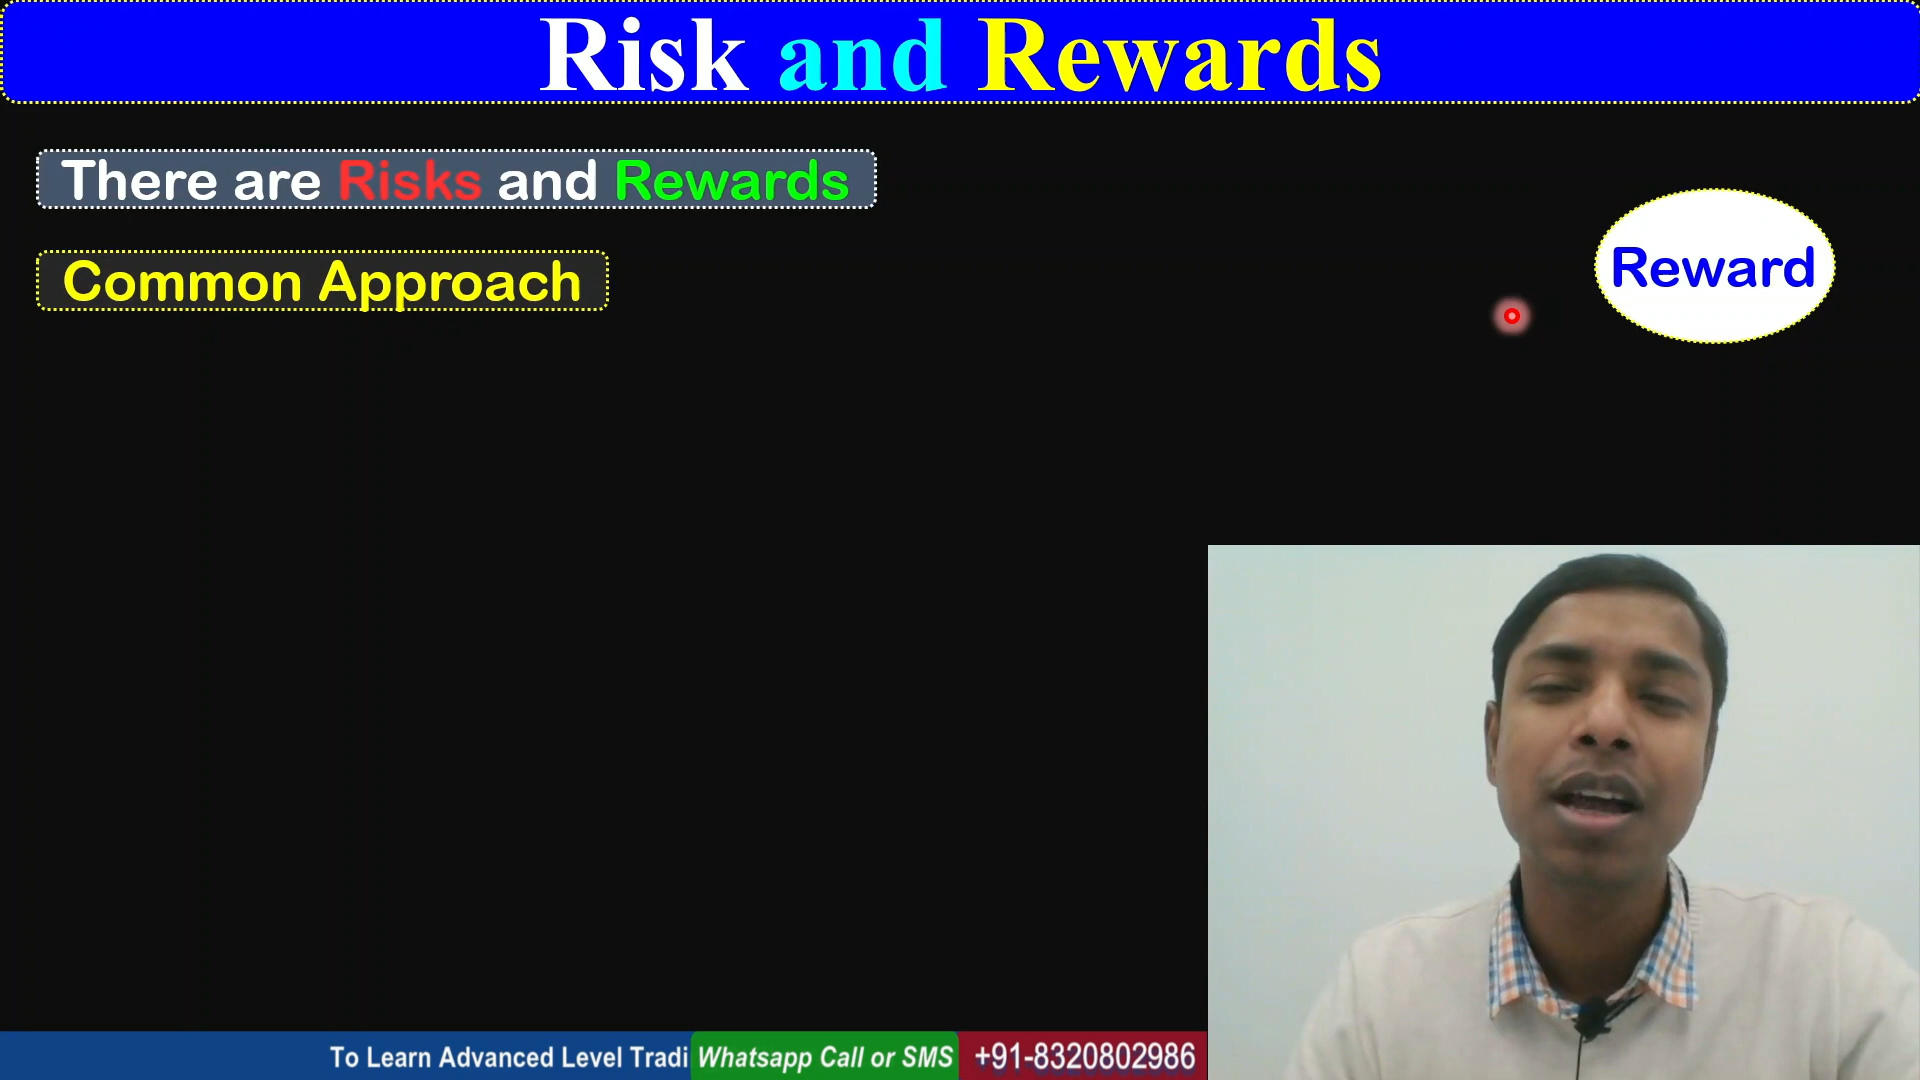 Risk and Rewards
There are Risks and Rewards
Common Approach
Reward
To Learn Advanced Level Tradi Whatsapp Call or SMS +91-8320802986